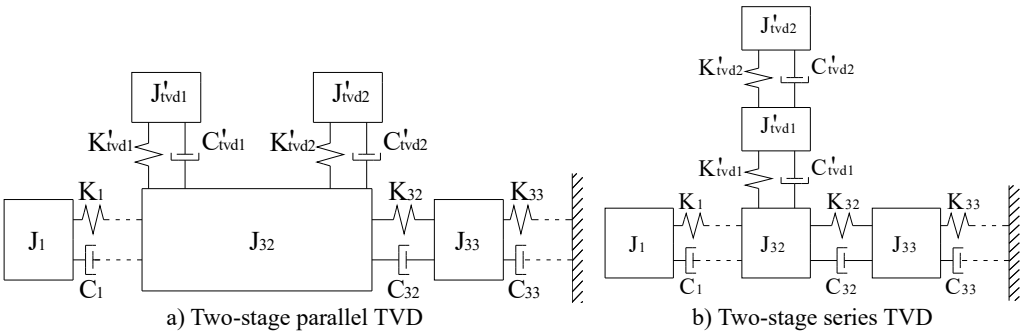 J'tvd1
J'tvd2
K'tvd1
C'tvd1
K'tvd2
C'tvd2
K1
K32
K33
J1
J32
J33
C1
C32
C33
a) Two-stage parallel TVD
J'tvd2
K'tvd2
C'tvd2
J'tvd1
K'tvd1
C'tvd1
K1
K32
K33
J1
J32
J33
C1
C32
C33
b) Two-stage series TVD